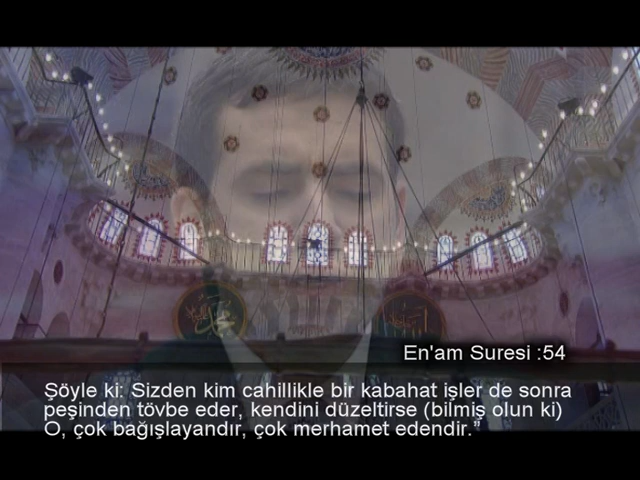 En'am Suresi :54
Şöyle ki: Sizden kim cahillikle bir kabahat işler de sonra
peşinden tövbe eder, kendini düzeltirse (bilmiş olun ki)
O, çok bağışlayandır, çok merhamet edendir.”